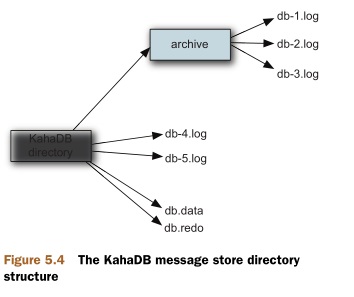 db-1.log
archive
db-2.log
db-3.log
KahaDB
directory
db-4.log
db-5.log
db.data
db.redo
Figure 5.4 The KahaDB message store directory
structure